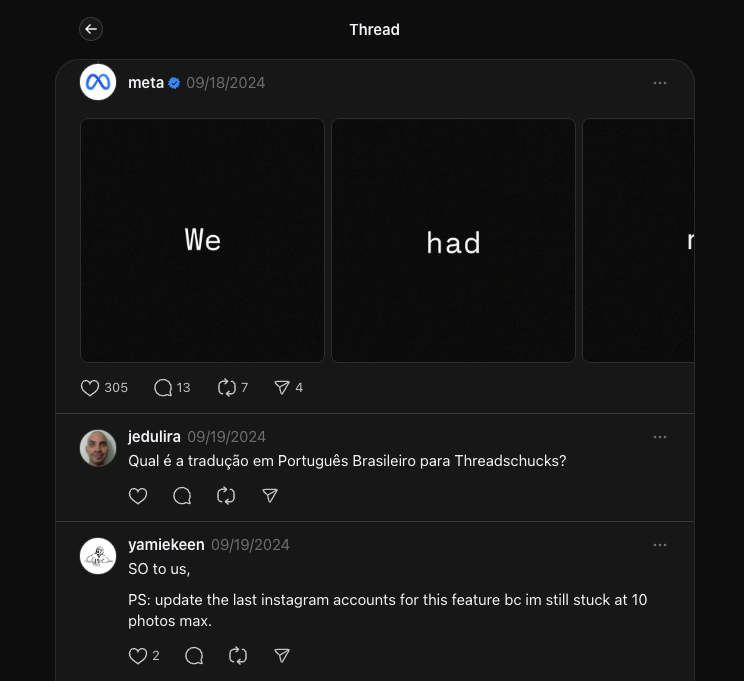 Thread
meta 09/18/2024
We
had
305 13 7 4
jedulira 09/19/2024
Qual é a tradução em Português Brasileiro para Threadschucks?
yamiekeen 09/19/2024
SO to us,
PS: update the last instagram accounts for this feature bc im still stuck at 10
photos max.
2